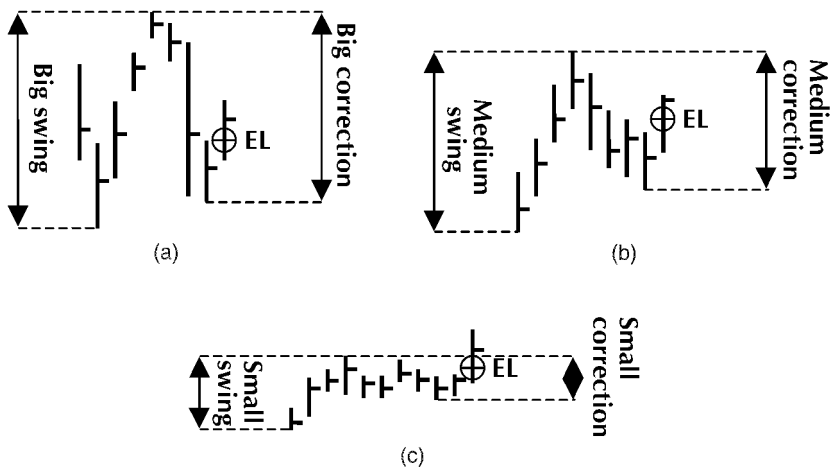 Big swing
EL
Big correction
(a)
Medium
swing
EL
Medium
correction
(b)
Small
swing
EL
Small
correction
(c)